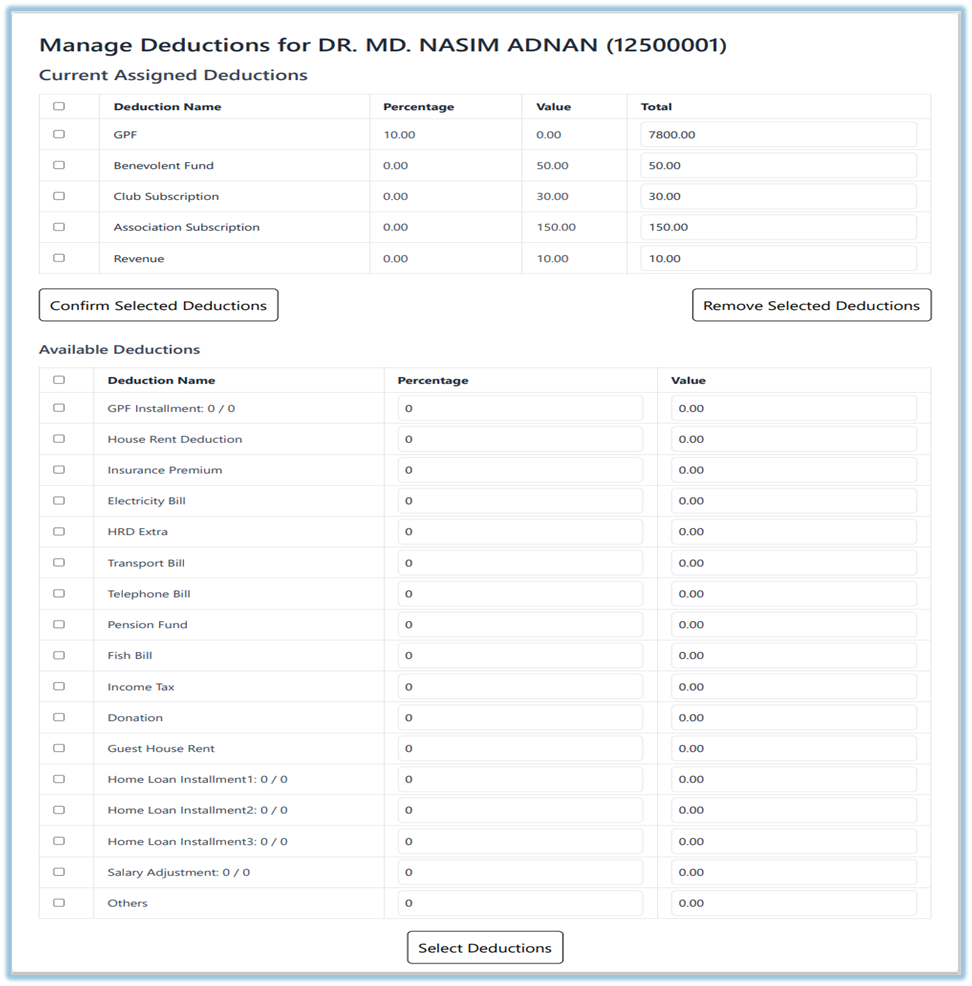 Manage Deductions for DR. MD. NASIM ADNAN (12500001)
Current Assigned Deductions
Deduction Name Percentage Value Total
GPF 10.00 0.00 7800.00
Benevolent Fund 0.00 50.00 50.00
Club Subscription 0.00 30.00 30.00
Association Subscription 0.00 150.00 150.00
Revenue 0.00 10.00 10.00
Confirm Selected Deductions Remove Selected Deductions
Available Deductions
Deduction Name Percentage Value
GPF Installment: 0 / 0 0 0.00
House Rent Deduction 0 0.00
Insurance Premium 0 0.00
Electricity Bill 0 0.00
HRD Extra 0 0.00
Transport Bill 0 0.00
Telephone Bill 0 0.00
Pension Fund 0 0.00
Fish Bill 0 0.00
Income Tax 0 0.00
Donation 0 0.00
Guest House Rent 0 0.00
Home Loan Installment1: 0 / 0 0 0.00
Home Loan Installment2: 0 / 0 0 0.00
Home Loan Installment3: 0 / 0 0 0.00
Salary Adjustment: 0 / 0 0 0.00
Others 0 0.00
Select Deductions